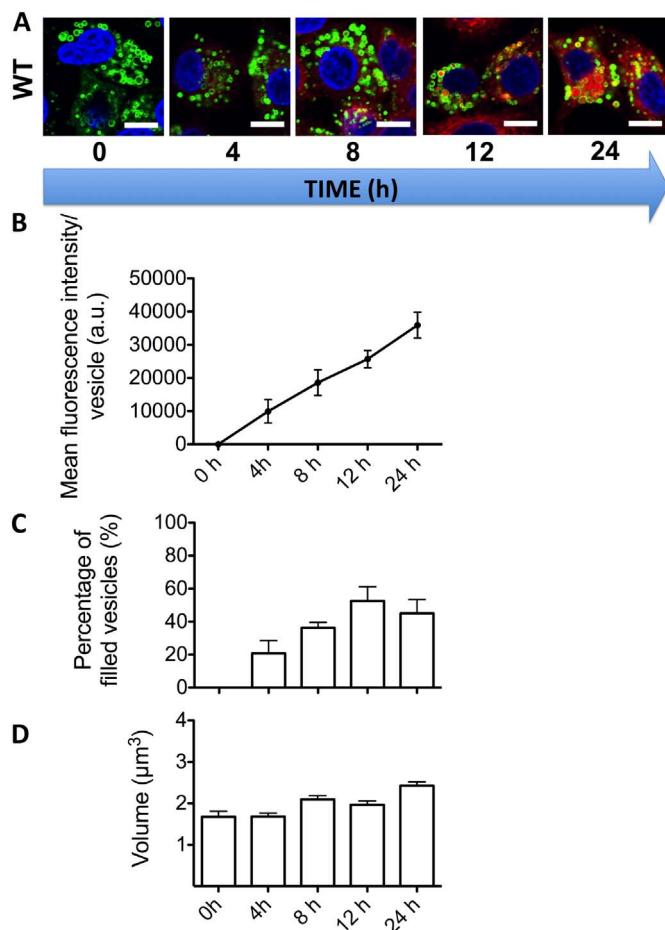 A
WT
0 4 8 12 24
TIME (h)
B
Mean fluorescence intensity/
vesicle (a.u.)
50000
40000
30000
20000
10000
0
0 h 4h 8 h 12 h 24 h
C
Percentage of
filled vesicles (%)
100
80
60
40
20
0
D
Volume (µm³)
4
3
2
1
0h 4h 8 h 12 h 24 h